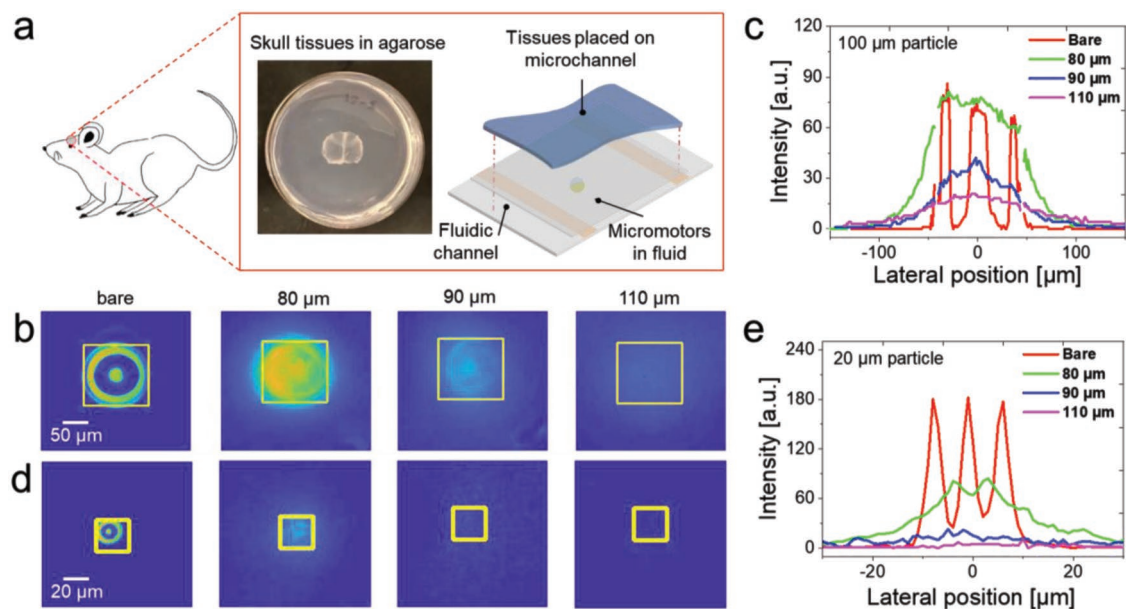 a
Skull tissues in agarose
Tissues placed on
microchannel
Fluidic
channel
Micromotors
in fluid
c
100 µm particle
Bare
80 µm
90 µm
110 µm
Intensity [a.u.]
120
90
60
30
0
-100
0
100
Lateral position [µm]
b
bare
80 µm
90 µm
110 µm
50 µm
d
20 µm
e
20 µm particle
Bare
80 µm
90 µm
110 µm
Intensity [a.u.]
240
180
120
60
0
-20
0
20
Lateral position [µm]